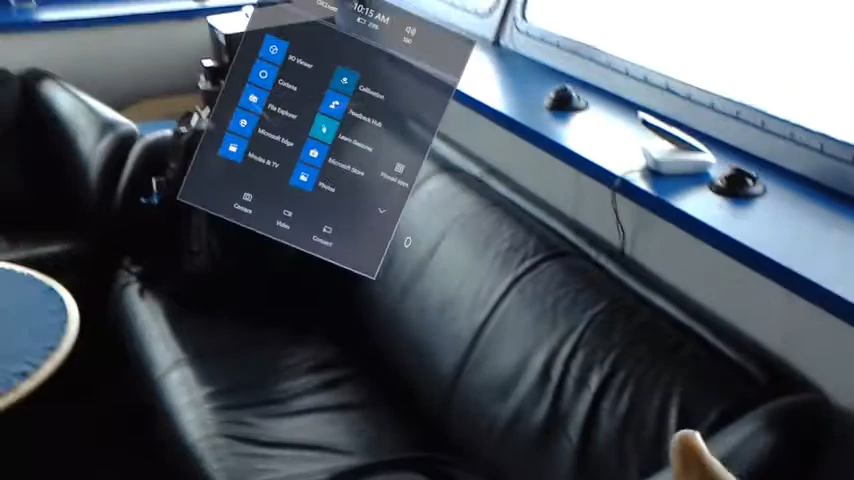 10:15 AM
3D Viewer
Calibration
Cortana
Feedback Hub
File Explorer
Learn Gestures
Microsoft Edge
Microsoft Store
Movies & TV
Photos
Pinned apps
Camera
Video
Connect